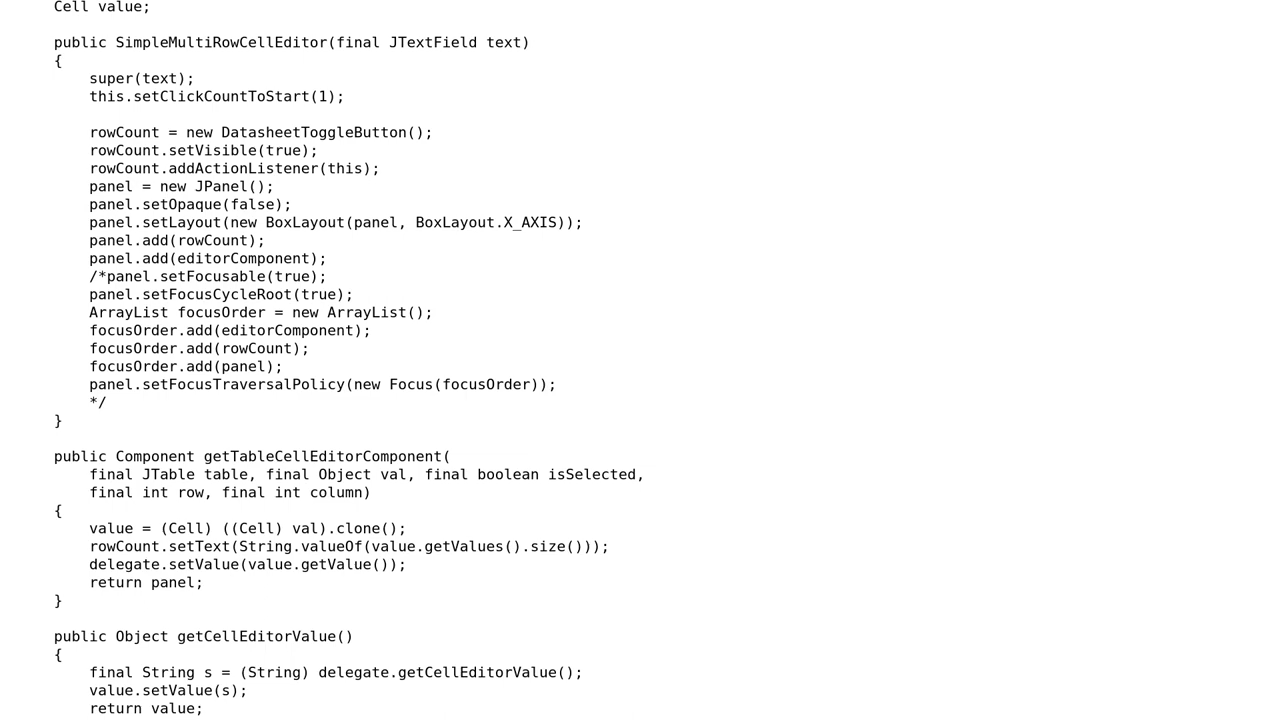 Cell value;

public SimpleMultiRowCellEditor(final JTextField text)
{
    super(text);
    this.setClickCountToStart(1);

    rowCount = new DatasheetToggleButton();
    rowCount.setVisible(true);
    rowCount.addActionListener(this);
    panel = new JPanel();
    panel.setOpaque(false);
    panel.setLayout(new BoxLayout(panel, BoxLayout.X_AXIS));
    panel.add(rowCount);
    panel.add(editorComponent);
    /*panel.setFocusable(true);
    panel.setFocusCycleRoot(true);
    ArrayList focusOrder = new ArrayList();
    focusOrder.add(editorComponent);
    focusOrder.add(rowCount);
    focusOrder.add(panel);
    panel.setFocusTraversalPolicy(new Focus(focusOrder));
    */
}

public Component getTableCellEditorComponent(
    final JTable table, final Object val, final boolean isSelected,
    final int row, final int column)
{
    value = (Cell) ((Cell) val).clone();
    rowCount.setText(String.valueOf(value.getValues().size()));
    delegate.setValue(value.getValue());
    return panel;
}

public Object getCellEditorValue()
{
    final String s = (String) delegate.getCellEditorValue();
    value.setValue(s);
    return value;